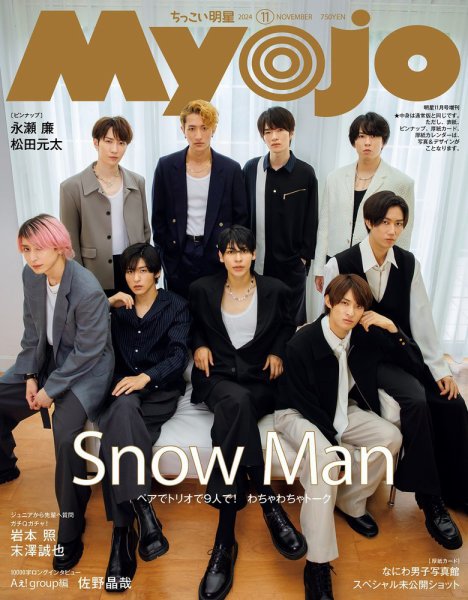 ちっこい明星 2024 11 NOVEMBER 750YEN
Myojo
[ピンナップ]
永瀬 廉
松田元太
明星11月号増刊
★中身は通常版と同じです。
ただし、表紙、
ピンナップ、厚紙カード、
厚紙カレンダーは、
写真&デザインが
ことなります。
Snow Man
ペアでトリオで9人で! わちゃわちゃトーク
ジュニアから先輩へ質問
ガチQガチャ!
岩本 照
末澤誠也
10000字ロングインタビュー
Aぇ! group編 佐野晶哉
[厚紙カード]
なにわ男子写真館
スペシャル未公開ショット